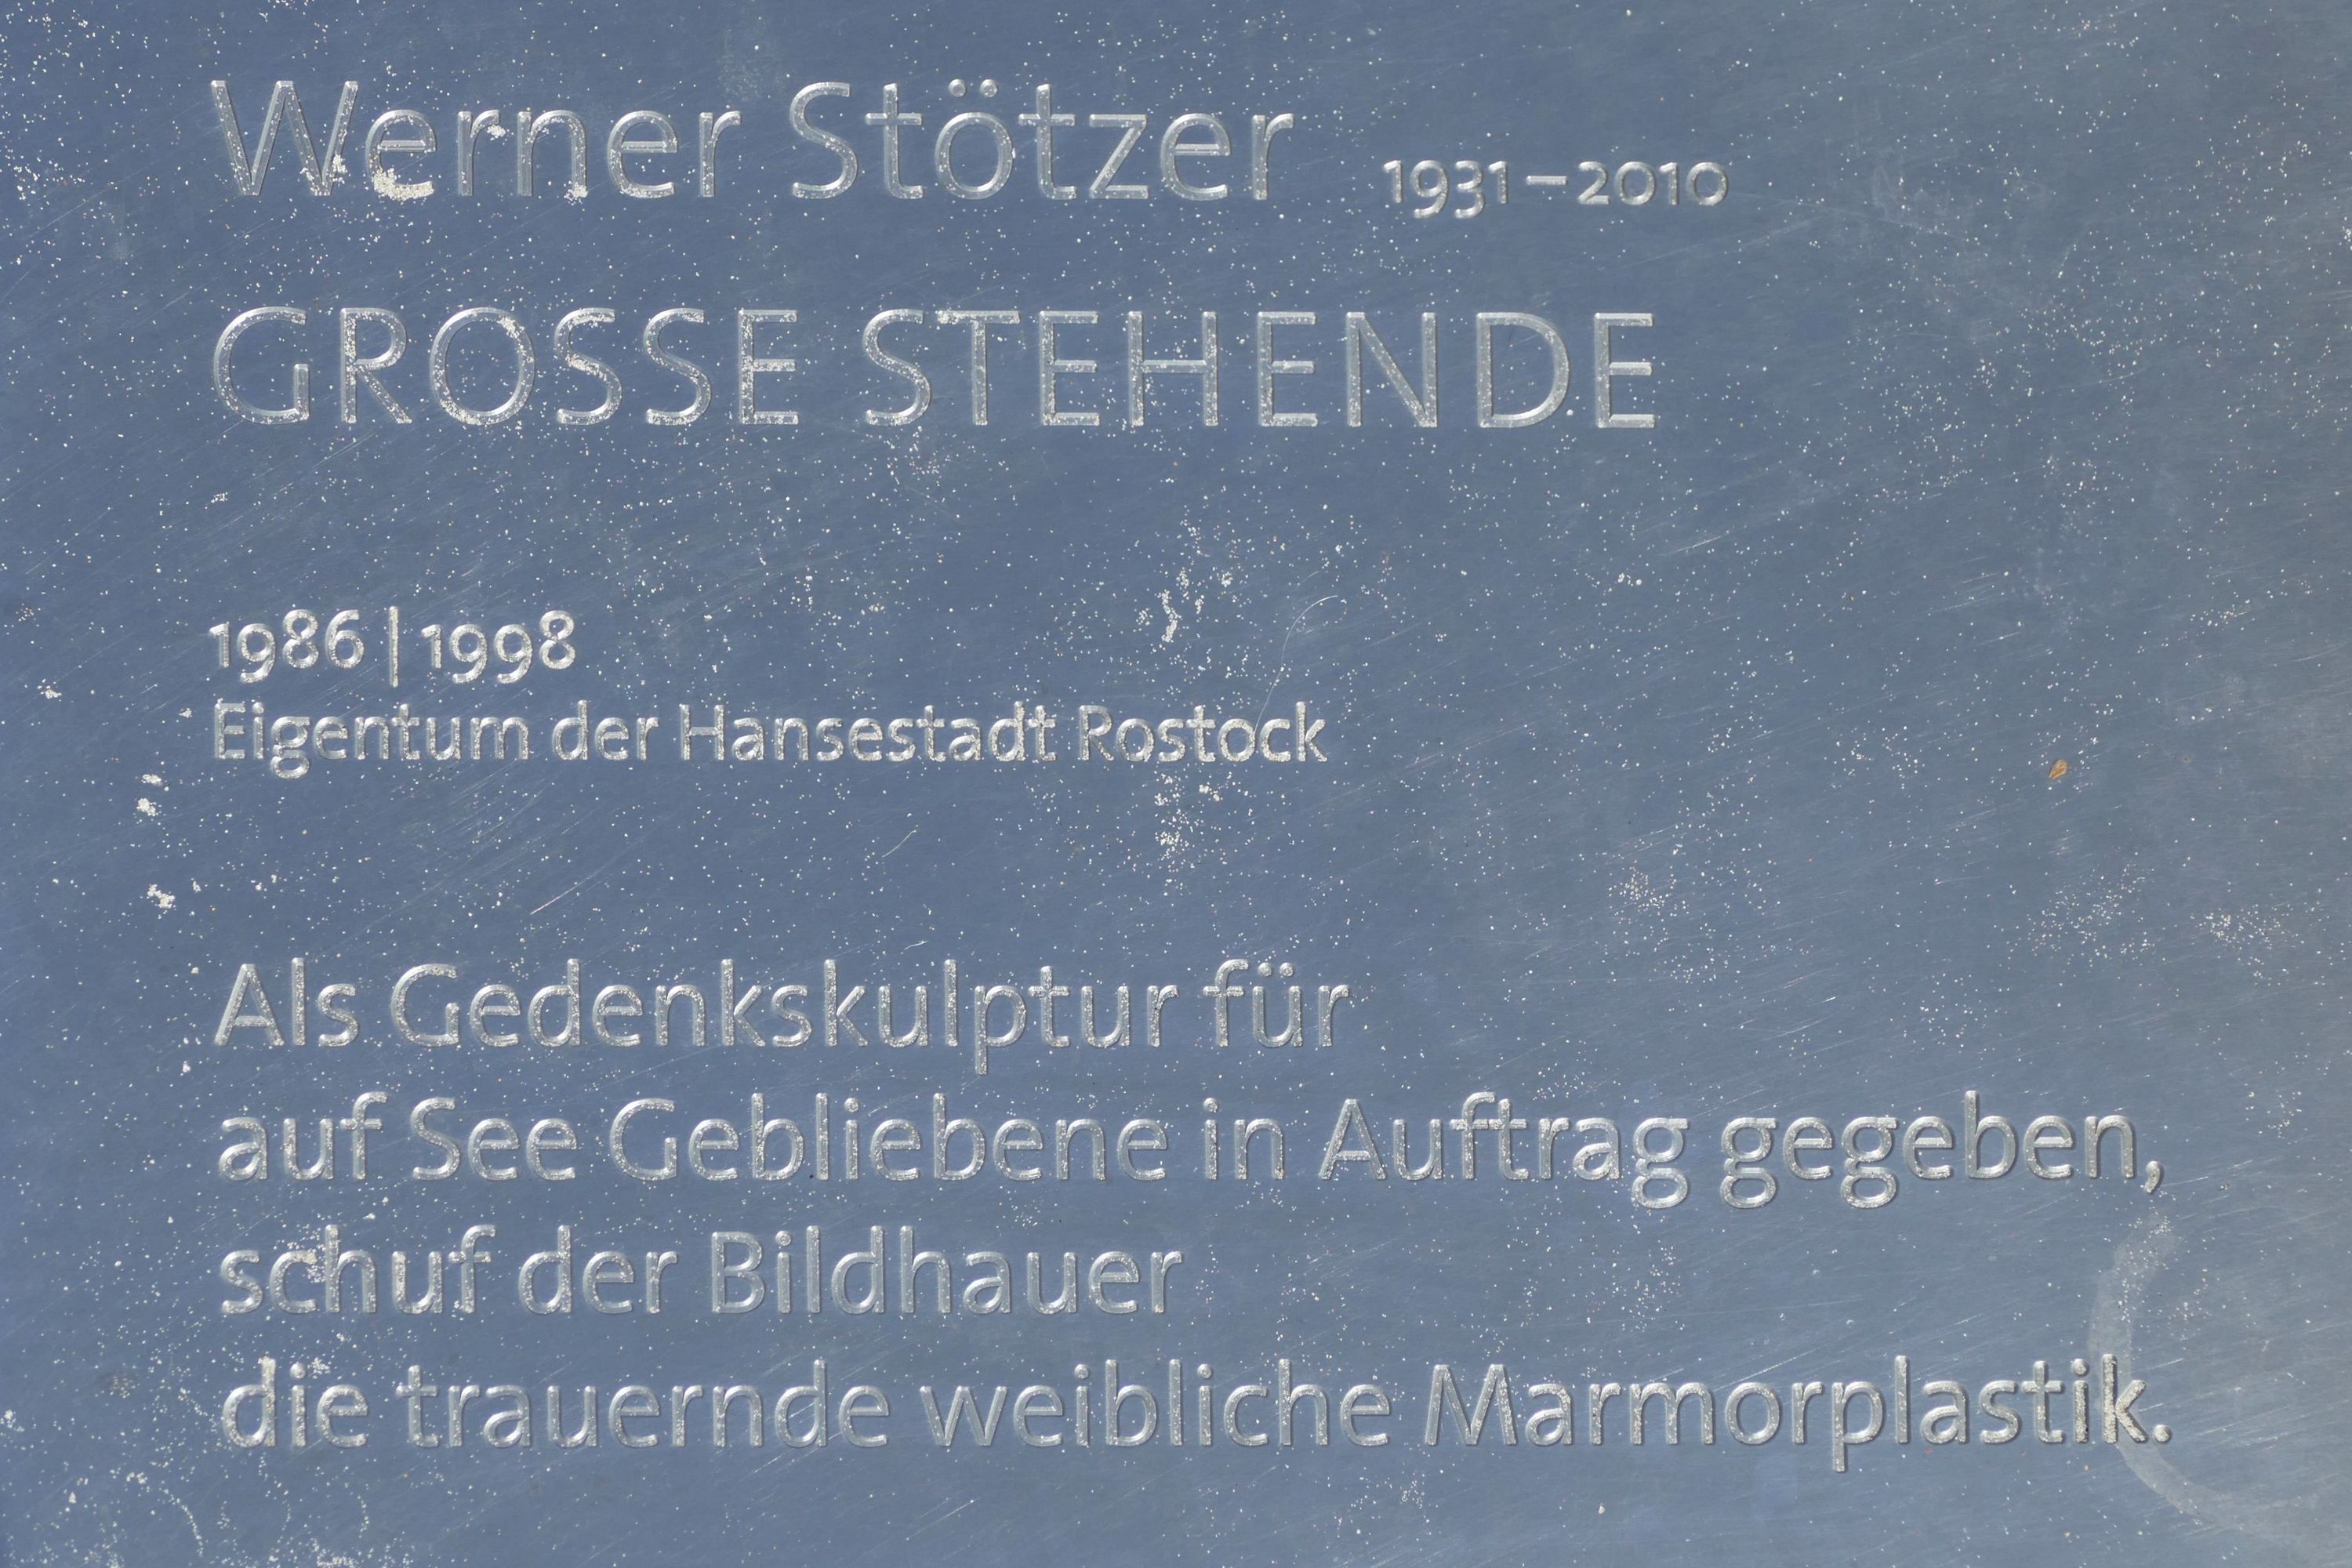 Werner Stötzer 1931–2010
GROSSE STEHENDE
1986 | 1998
Eigentum der Hansestadt Rostock
Als Gedenkskulptur für
auf See Gebliebene in Auftrag gegeben,
schuf der Bildhauer
die trauernde weibliche Marmorplastik.